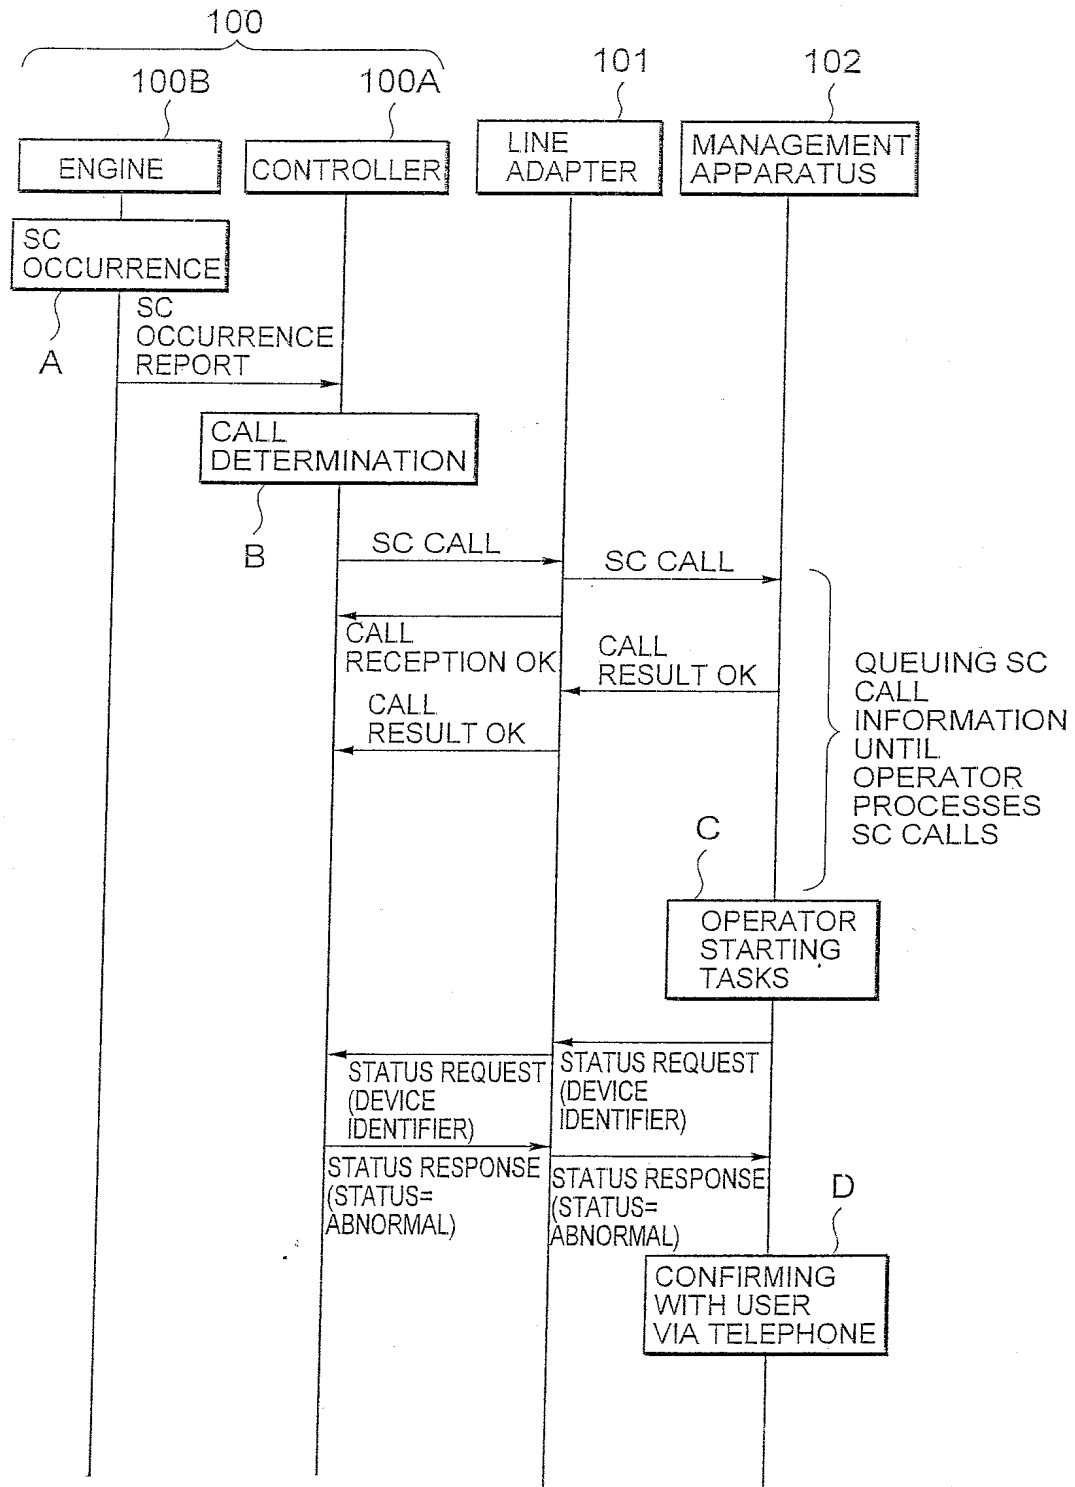 100
100B
100A
101
102
ENGINE
CONTROLLER
LINE
ADAPTER
MANAGEMENT
APPARATUS
SC
OCCURRENCE
A
SC
OCCURRENCE
REPORT
CALL
DETERMINATION
B
SC CALL
SC CALL
CALL
RECEPTION OK
CALL
RESULT OK
CALL
RESULT OK
QUEUING SC
CALL
INFORMATION
UNTIL
OPERATOR
PROCESSES
SC CALLS
C
OPERATOR
STARTING
TASKS
STATUS REQUEST
(DEVICE
IDENTIFIER)
STATUS REQUEST
(DEVICE
IDENTIFIER)
STATUS RESPONSE
(STATUS=
ABNORMAL)
STATUS RESPONSE
(STATUS=
ABNORMAL)
D
CONFIRMING
WITH USER
VIA TELEPHONE